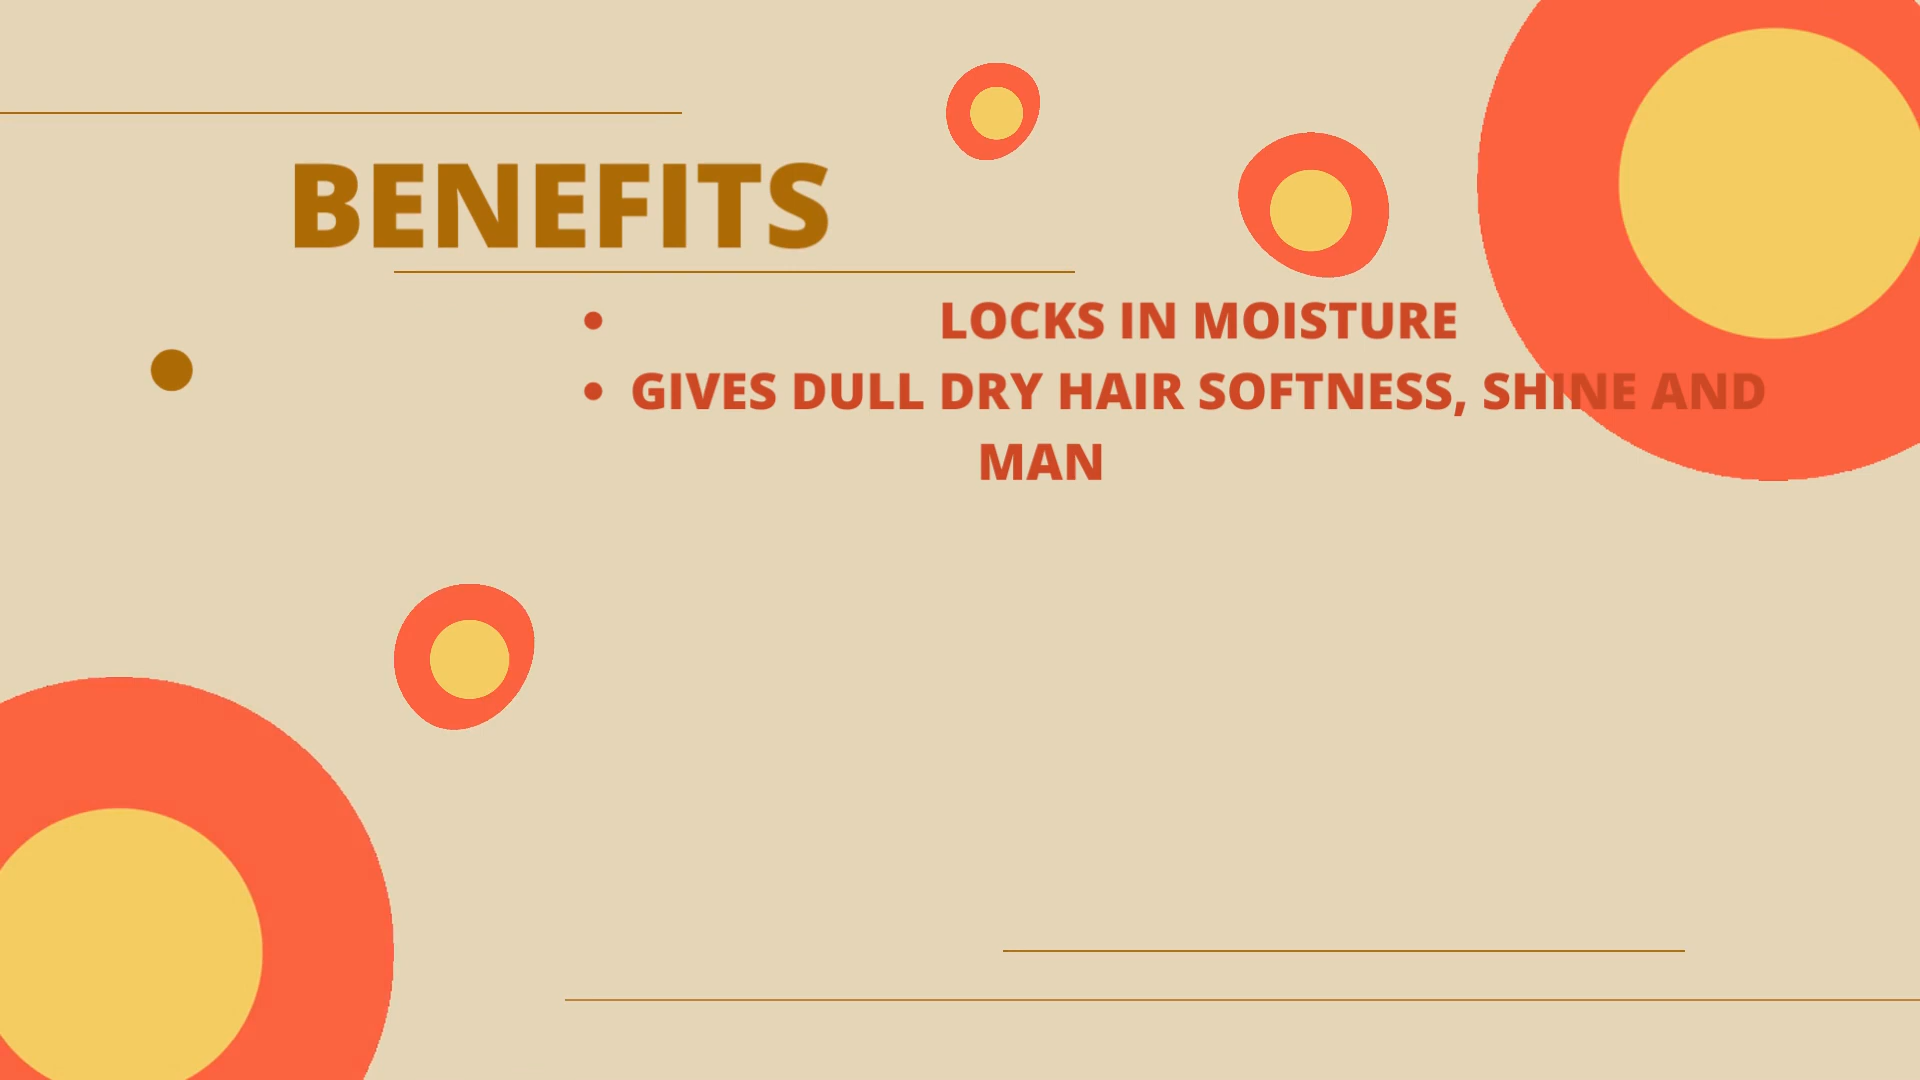 BENEFITS
• LOCKS IN MOISTURE
• GIVES DULL DRY HAIR SOFTNESS, SHINE AND
MAN